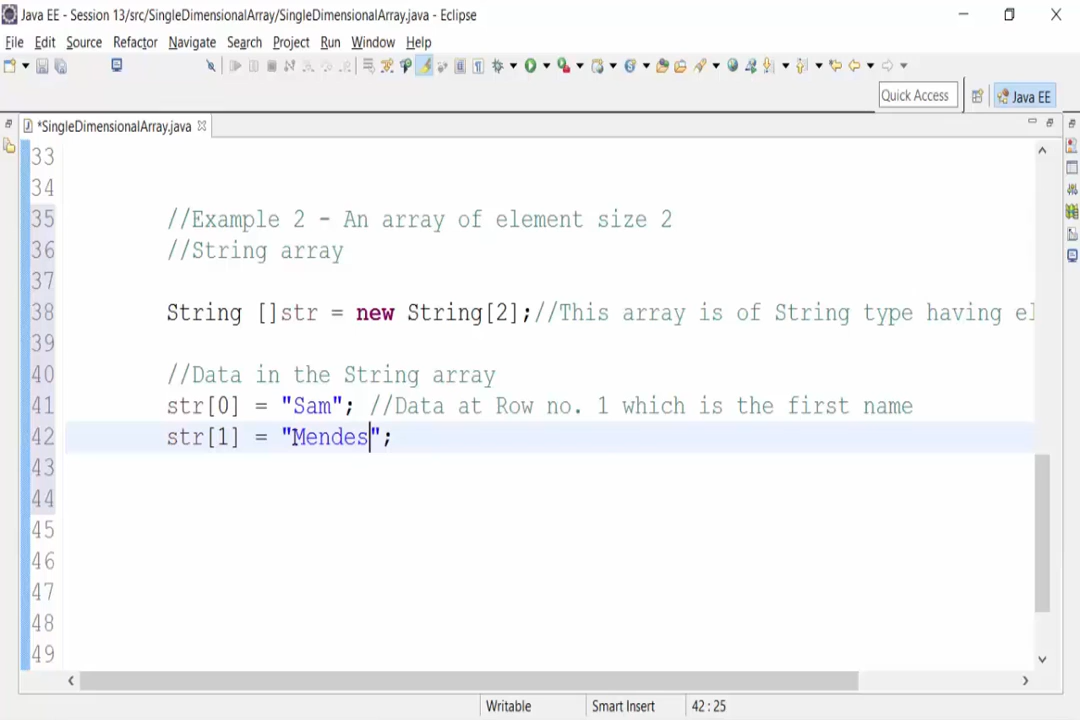 Java EE - Session 13/src/SingleDimensionalArray/SingleDimensionalArray.java - Eclipse
File Edit Source Refactor Navigate Search Project Run Window Help
Quick Access
Java EE
*SingleDimensionalArray.java
33
34
35 //Example 2 - An array of element size 2
36 //String array
37
38 String []str = new String[2];//This array is of String type having el
39
40 //Data in the String array
41 str[0] = "Sam"; //Data at Row no. 1 which is the first name
42 str[1] = "Mendes";
43
44
45
46
47
48
49
Writable Smart Insert 42 : 25